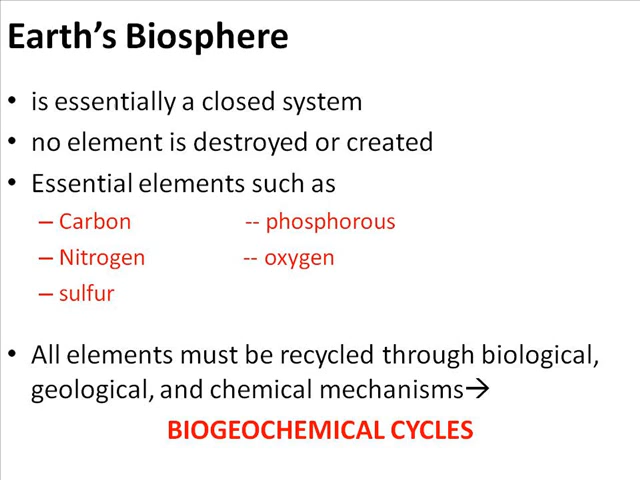 Earth's Biosphere
• is essentially a closed system
• no element is destroyed or created
• Essential elements such as
– Carbon -- phosphorous
– Nitrogen -- oxygen
– sulfur
• All elements must be recycled through biological,
geological, and chemical mechanisms→
BIOGEOCHEMICAL CYCLES